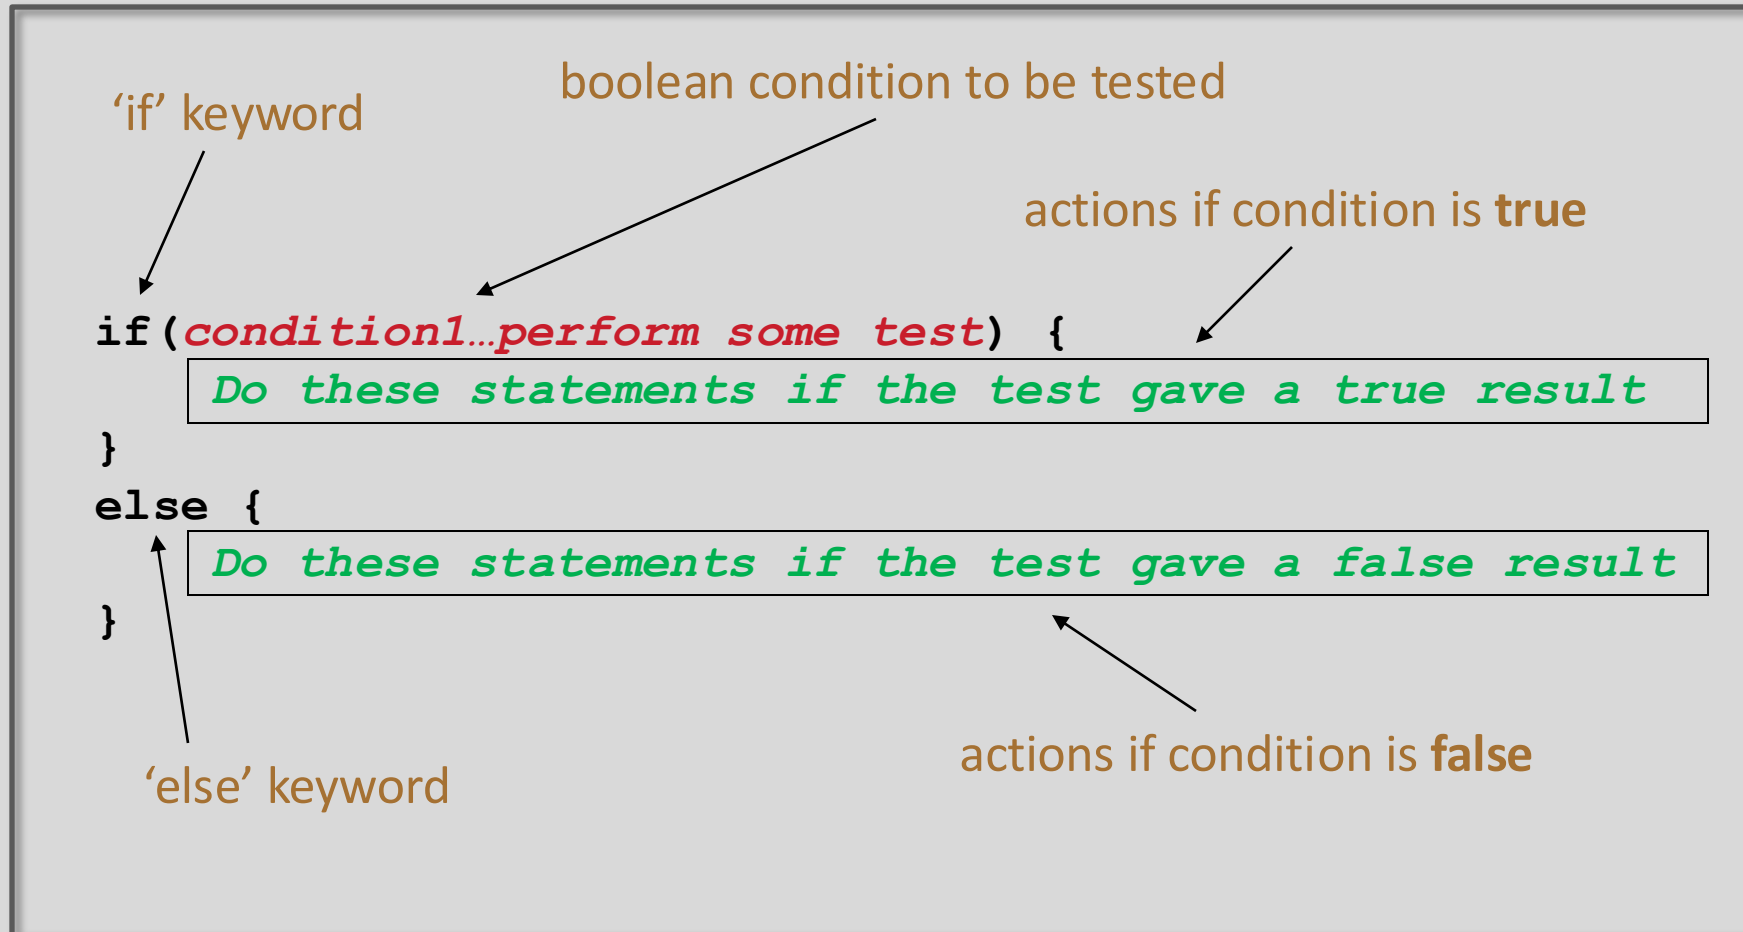 ‘if’ keyword
boolean condition to be tested
actions if condition is true
if(condition1…perform some test) {
Do these statements if the test gave a true result
}
else {
Do these statements if the test gave a false result
}
actions if condition is false
‘else’ keyword